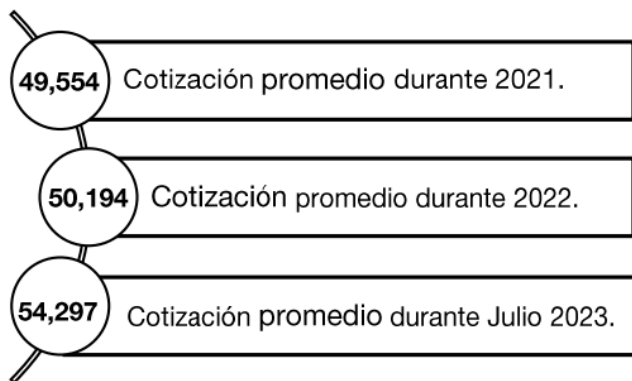 49,554 Cotización promedio durante 2021.
50,194 Cotización promedio durante 2022.
54,297 Cotización promedio durante Julio 2023.